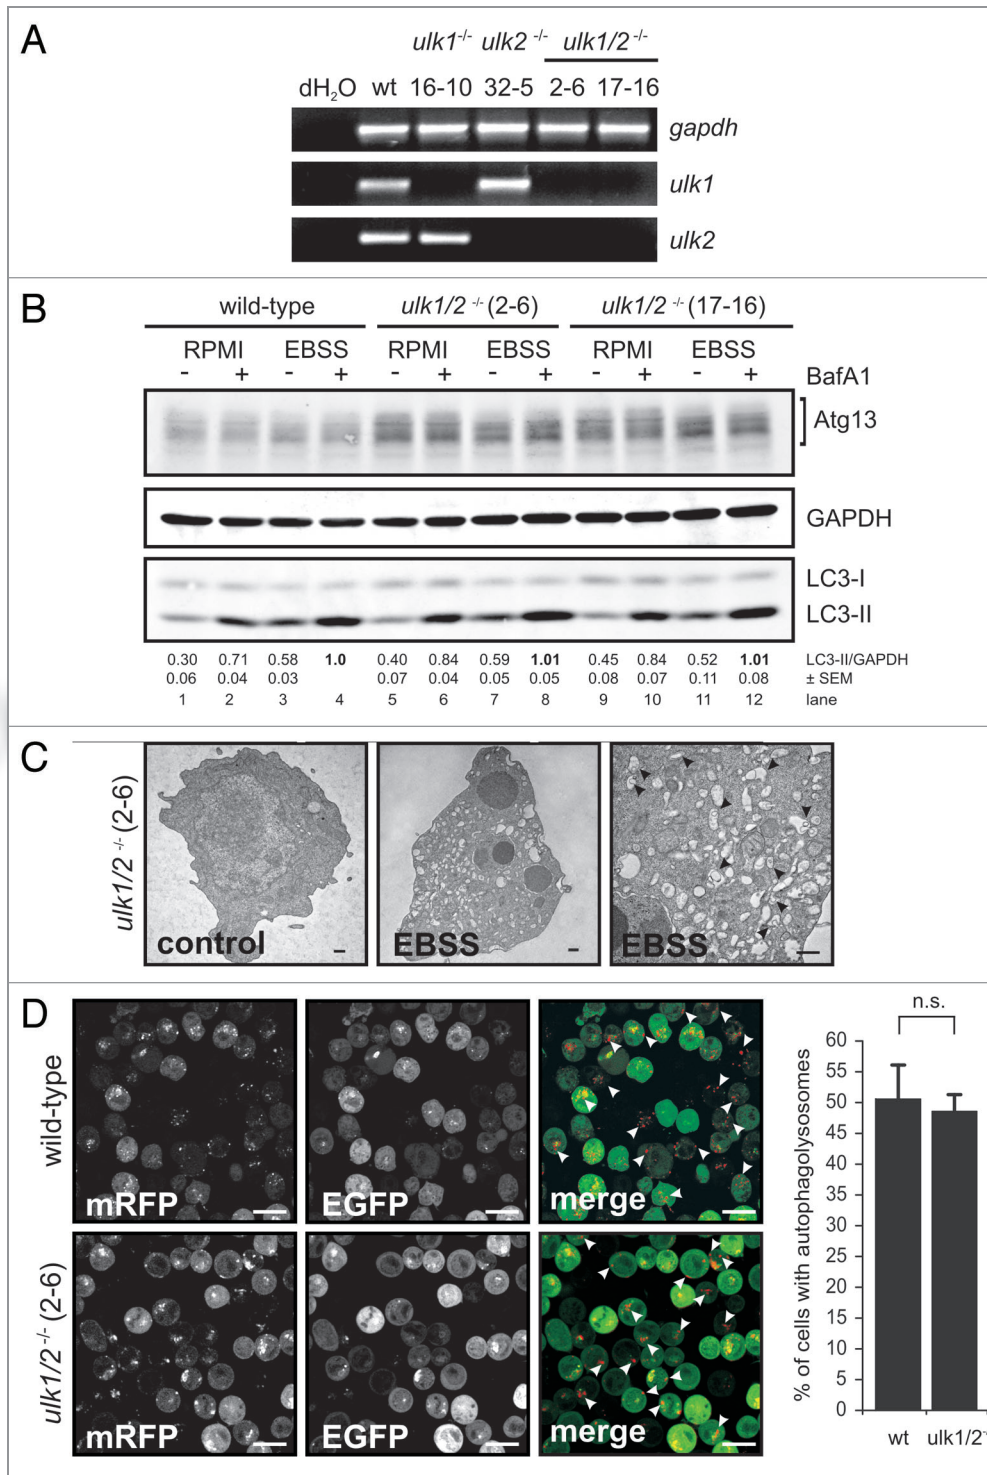 A
ulk1-/- ulk2 -/- ulk1/2 -/-
dH2O wt 16-10 32-5 2-6 17-16
gapdh
ulk1
ulk2
B
wild-type ulk1/2 -/- (2-6) ulk1/2 -/- (17-16)
RPMI EBSS RPMI EBSS RPMI EBSS
- + - + - + - + - + - + BafA1
Atg13
GAPDH
LC3-I
LC3-II
0.30 0.71 0.58 1.0 0.40 0.84 0.59 1.01 0.45 0.84 0.52 1.01 LC3-II/GAPDH
0.06 0.04 0.03 0.07 0.04 0.05 0.05 0.08 0.07 0.11 0.08 ± SEM
1 2 3 4 5 6 7 8 9 10 11 12 lane
C
ulk1/2 -/- (2-6)
control EBSS EBSS
D
wild-type
mRFP EGFP merge
ulk1/2 -/- (2-6)
mRFP EGFP merge
n.s.
% of cells with autophagolysosomes
60
55
50
45
40
35
30
25
20
15
10
5
0
wt ulk1/2-